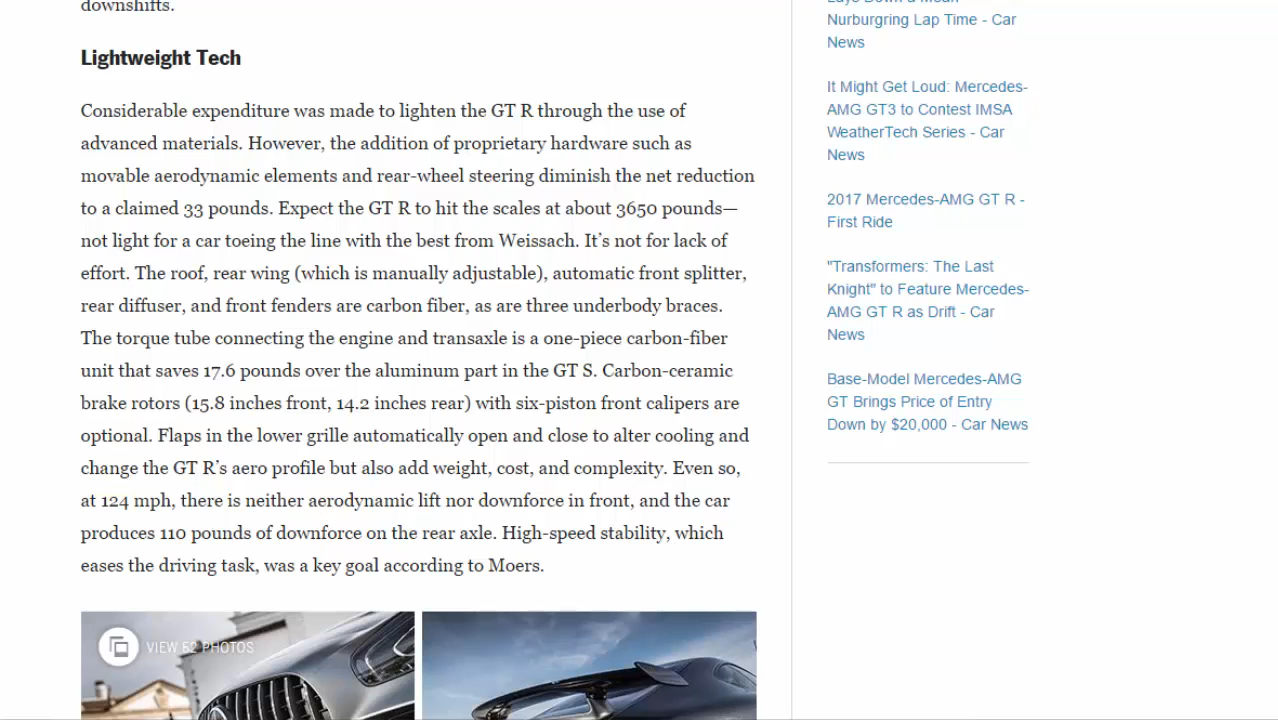 downshifts.
Lightweight Tech
Considerable expenditure was made to lighten the GT R through the use of
advanced materials. However, the addition of proprietary hardware such as
movable aerodynamic elements and rear-wheel steering diminish the net reduction
to a claimed 33 pounds. Expect the GT R to hit the scales at about 3650 pounds—
not light for a car toeing the line with the best from Weissach. It’s not for lack of
effort. The roof, rear wing (which is manually adjustable), automatic front splitter,
rear diffuser, and front fenders are carbon fiber, as are three underbody braces.
The torque tube connecting the engine and transaxle is a one-piece carbon-fiber
unit that saves 17.6 pounds over the aluminum part in the GT S. Carbon-ceramic
brake rotors (15.8 inches front, 14.2 inches rear) with six-piston front calipers are
optional. Flaps in the lower grille automatically open and close to alter cooling and
change the GT R’s aero profile but also add weight, cost, and complexity. Even so,
at 124 mph, there is neither aerodynamic lift nor downforce in front, and the car
produces 110 pounds of downforce on the rear axle. High-speed stability, which
eases the driving task, was a key goal according to Moers.
VIEW 52 PHOTOS
Nurburgring Lap Time - Car
News
It Might Get Loud: Mercedes-
AMG GT3 to Contest IMSA
WeatherTech Series - Car
News
2017 Mercedes-AMG GT R -
First Ride
"Transformers: The Last
Knight" to Feature Mercedes-
AMG GT R as Drift - Car
News
Base-Model Mercedes-AMG
GT Brings Price of Entry
Down by $20,000 - Car News